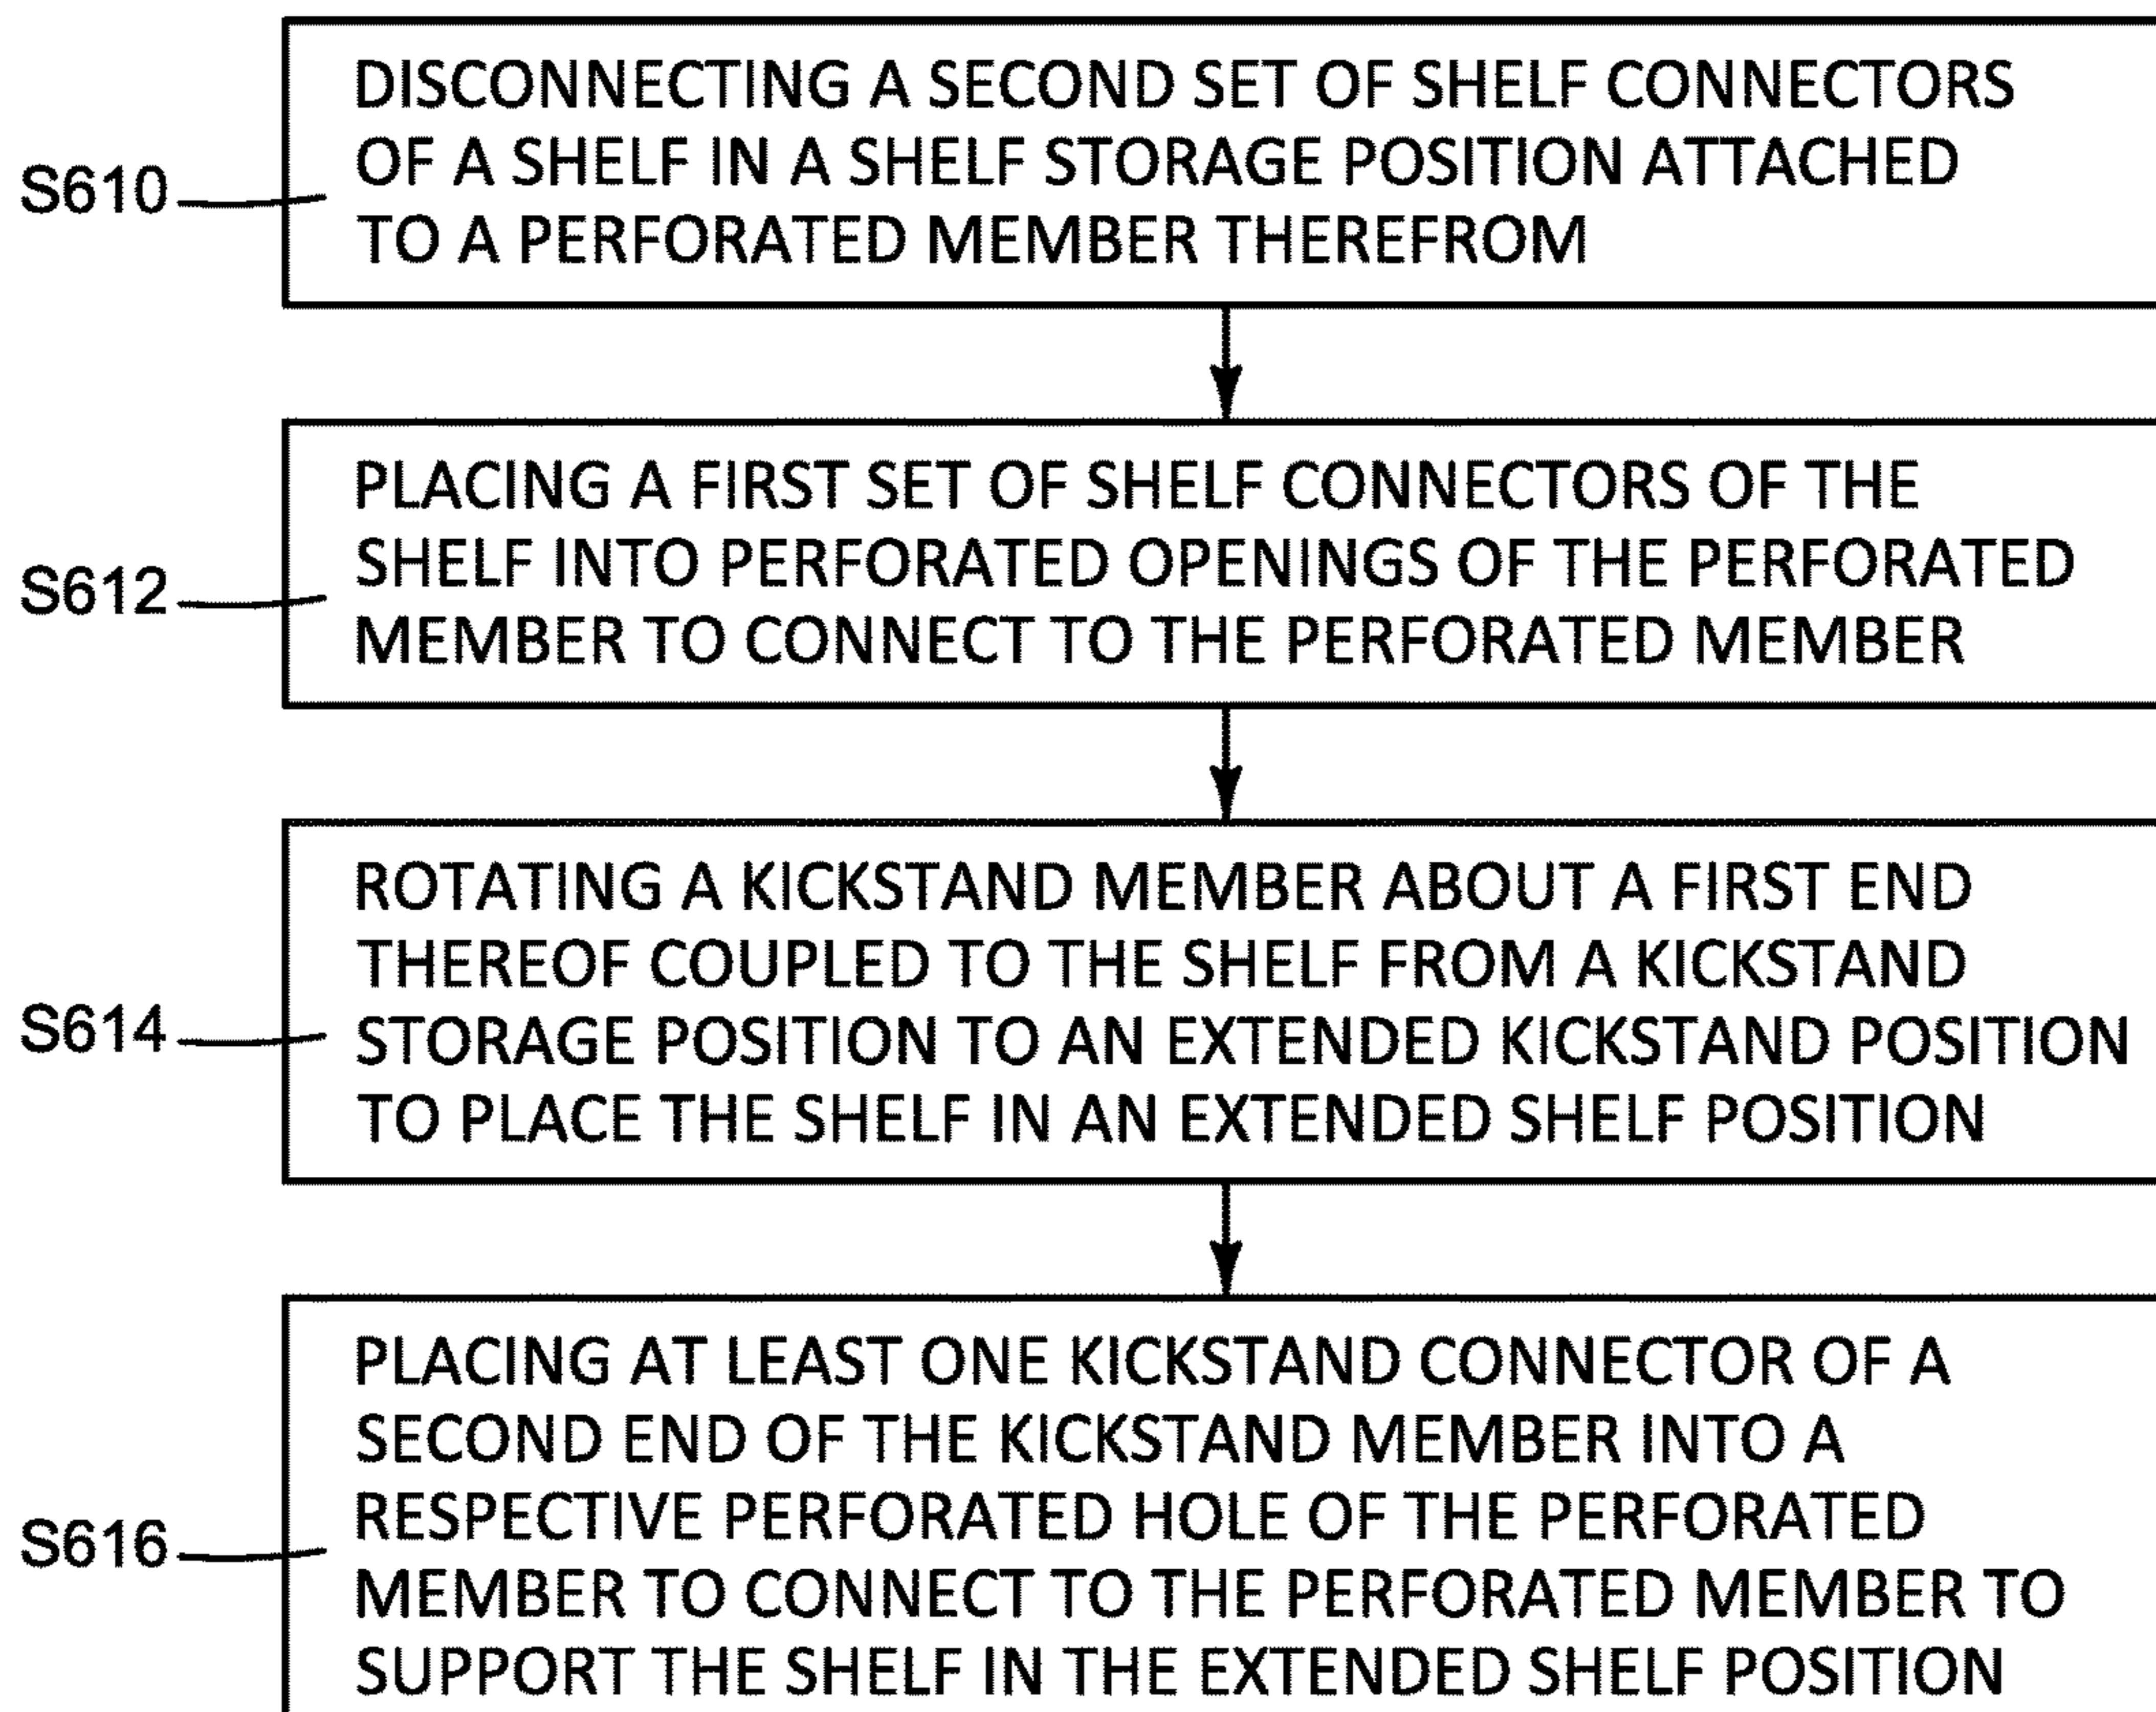 DISCONNECTING A SECOND SET OF SHELF CONNECTORS
OF A SHELF IN A SHELF STORAGE POSITION ATTACHED
TO A PERFORATED MEMBER THEREFROM
S610
PLACING A FIRST SET OF SHELF CONNECTORS OF THE
SHELF INTO PERFORATED OPENINGS OF THE PERFORATED
MEMBER TO CONNECT TO THE PERFORATED MEMBER
S612
ROTATING A KICKSTAND MEMBER ABOUT A FIRST END
THEREOF COUPLED TO THE SHELF FROM A KICKSTAND
STORAGE POSITION TO AN EXTENDED KICKSTAND POSITION
TO PLACE THE SHELF IN AN EXTENDED SHELF POSITION
S614
PLACING AT LEAST ONE KICKSTAND CONNECTOR OF A
SECOND END OF THE KICKSTAND MEMBER INTO A
RESPECTIVE PERFORATED HOLE OF THE PERFORATED
MEMBER TO CONNECT TO THE PERFORATED MEMBER TO
SUPPORT THE SHELF IN THE EXTENDED SHELF POSITION
S616